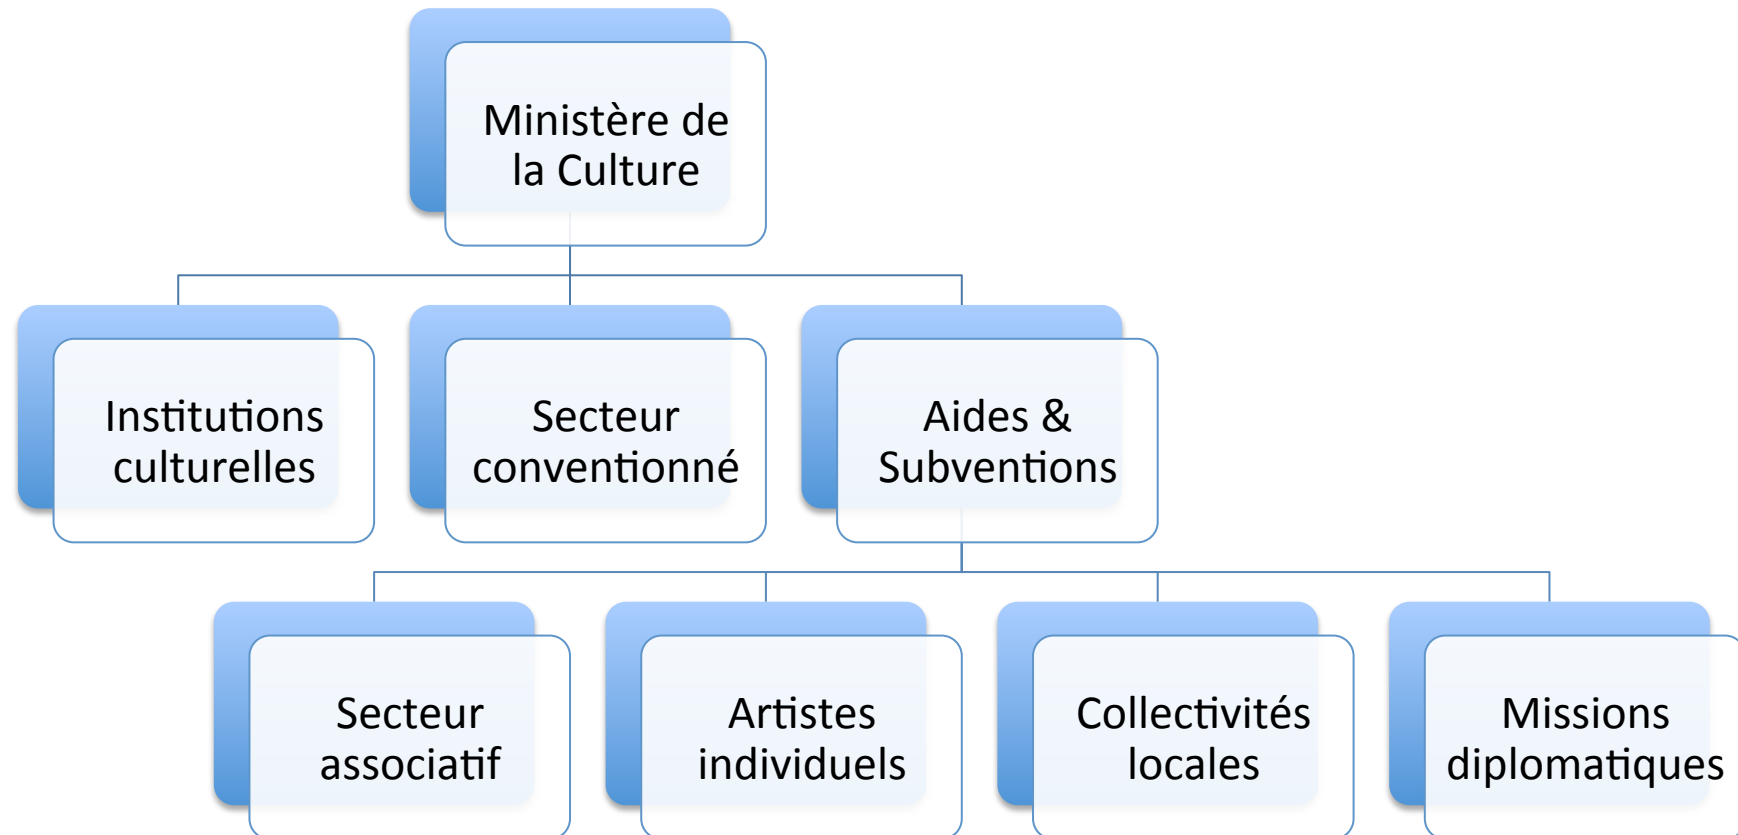 Ministère de
la Culture
Institutions
culturelles
Secteur
conventionné
Aides &
Subventions
Secteur
associatif
Artistes
individuels
Collectivités
locales
Missions
diplomatiques